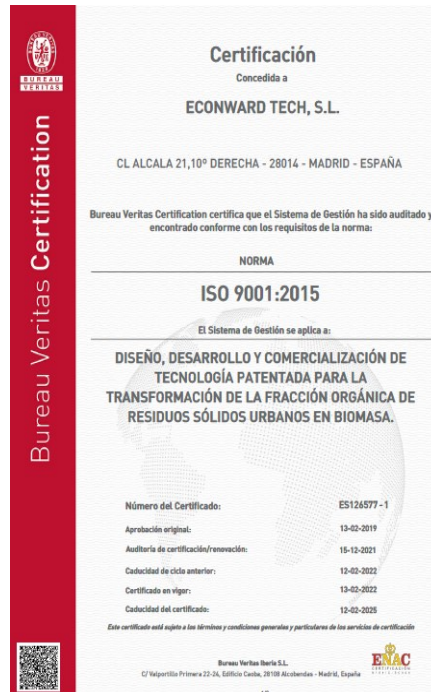 BUREAU
VERITAS
Bureau Veritas Certification
Certificación
Concedida a
ECONWARD TECH, S.L.
CL ALCALA 21,10º DERECHA - 28014 - MADRID - ESPAÑA
Bureau Veritas Certification certifica que el Sistema de Gestión ha sido auditado y
encontrado conforme con los requisitos de la norma:
NORMA
ISO 9001:2015
El Sistema de Gestión se aplica a:
DISEÑO, DESARROLLO Y COMERCIALIZACIÓN DE
TECNOLOGÍA PATENTADA PARA LA
TRANSFORMACIÓN DE LA FRACCIÓN ORGÁNICA DE
RESIDUOS SÓLIDOS URBANOS EN BIOMASA.
Número del Certificado: ES126577-1
Aprobación original: 13-02-2019
Auditoría de certificación/renovación: 15-12-2021
Caducidad de ciclo anterior: 12-02-2022
Certificado en vigor: 13-02-2022
Caducidad del certificado: 12-02-2025
Este certificado está sujeto a los términos y condiciones generales y particulares de los servicios de certificación
Bureau Veritas Iberia S.L.
C/ Valportillo Primera 22-24, Edificio Caoba, 28108 Alcobendas - Madrid, España
ENAC
CERTIFICACIÓN